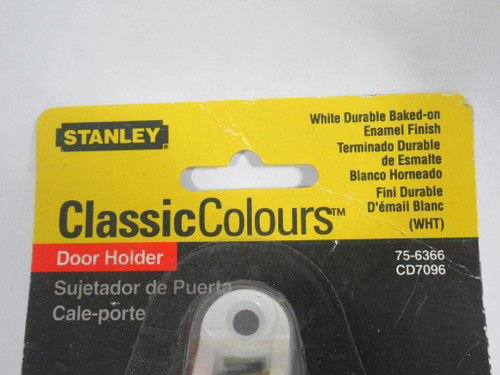 STANLEY
White Durable Baked-on
Enamel Finish
Terminado Durable
de Esmalte
Blanco Horneado
Fini Durable
D'émail Blanc
(WHT)
ClassicColours™
Door Holder
75-6366
CD7096
Sujetador de Puerta
Cale-porte